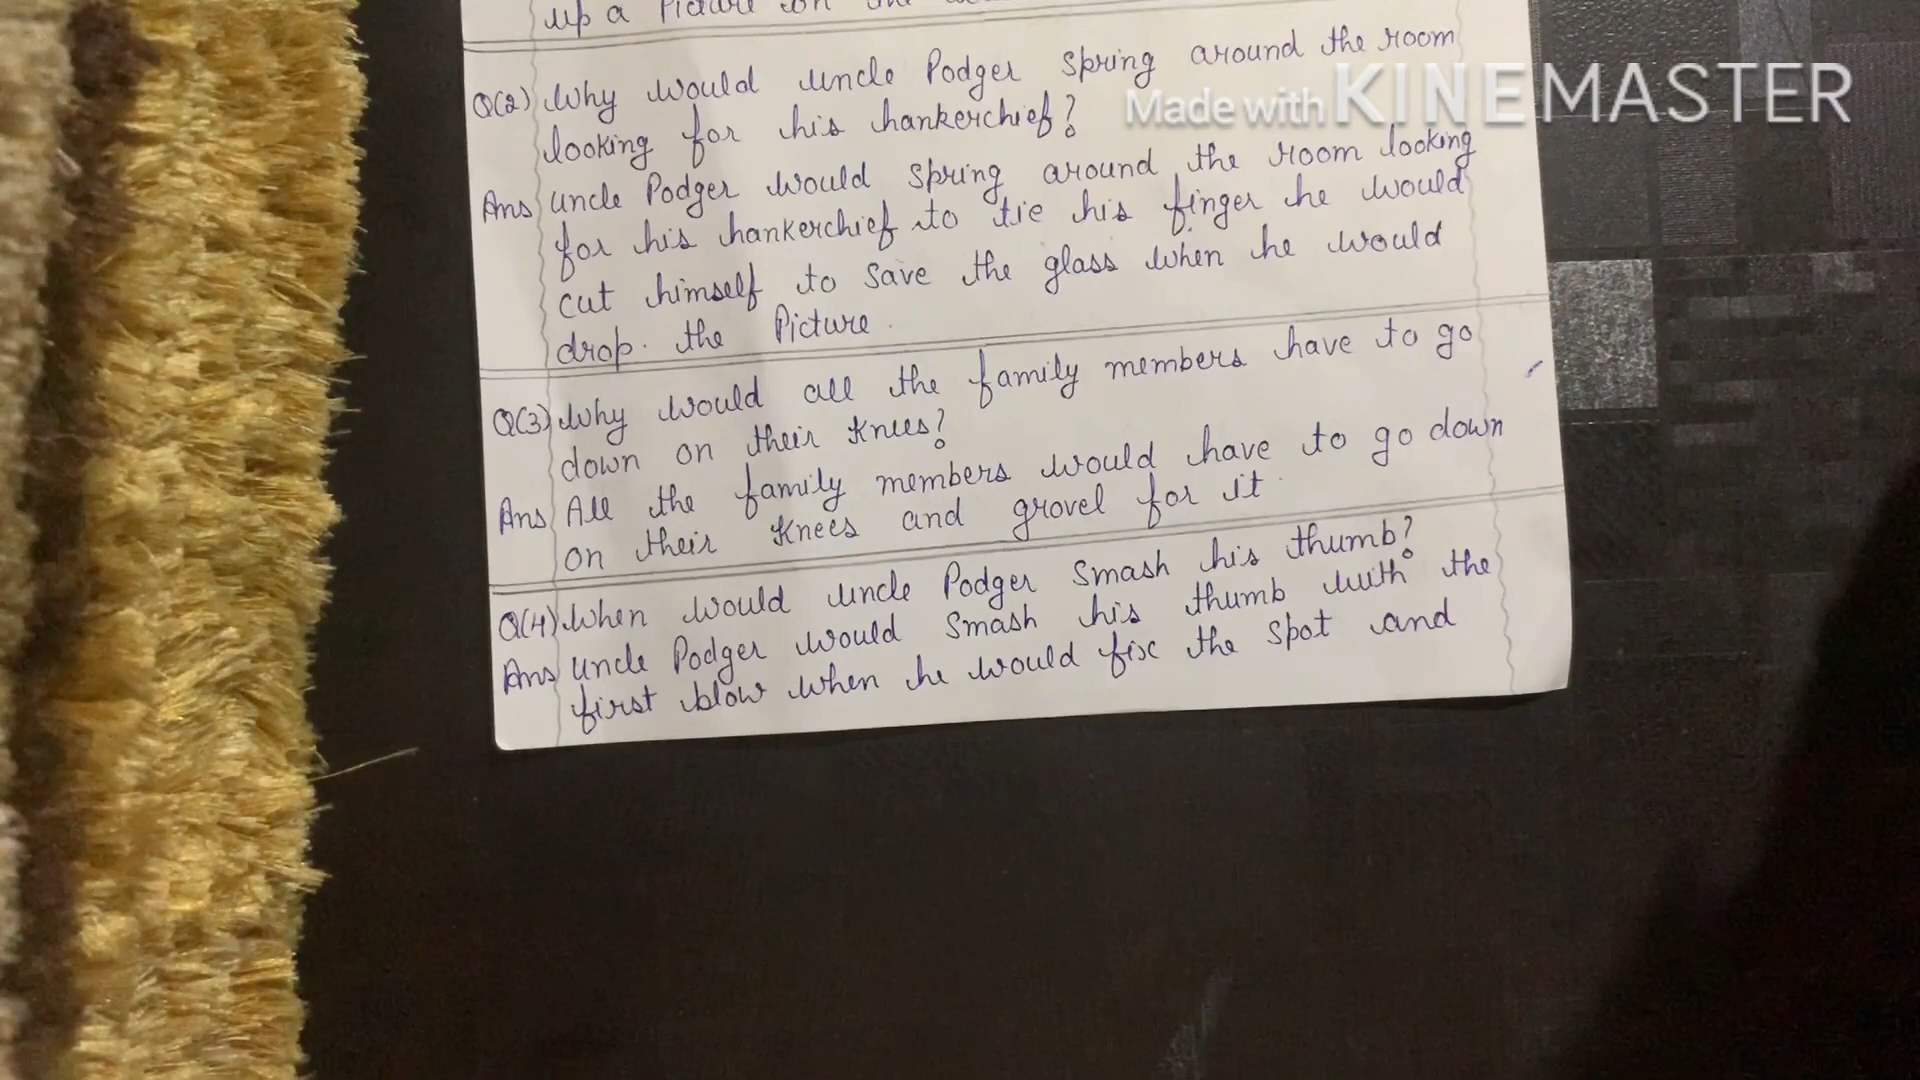 up a Picture on the
Q(2) Why would uncle Podger spring around the room
looking for his hankerchief?
Ans Uncle Podger would spring around the room looking
for his hankerchief to tie his finger he would
cut himself to save the glass when he would
drop. the Picture.
Q(3) Why would all the family members have to go
down on their knees?
Ans All the family members would have to go down
on their knees and grovel for it.
Q(4) When would uncle Podger smash his thumb?
Ans Uncle Podger would smash his thumb with the
first blow when he would fix the spot and
Made with KINEMASTER